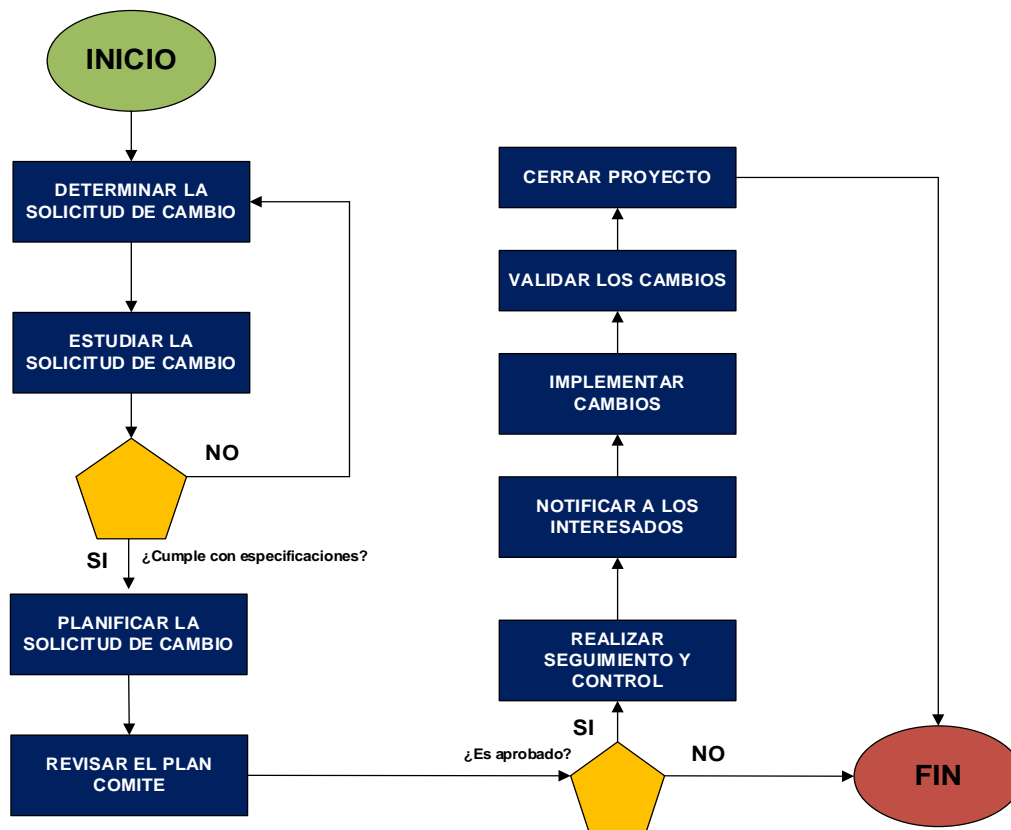 INICIO
DETERMINAR LA
SOLICITUD DE CAMBIO
ESTUDIAR LA
SOLICITUD DE CAMBIO
NO
SI
¿Cumple con especificaciones?
PLANIFICAR LA
SOLICITUD DE CAMBIO
REVISAR EL PLAN
COMITE
¿Es aprobado?
SI
NO
REALIZAR
SEGUIMIENTO Y
CONTROL
NOTIFICAR A LOS
INTERESADOS
IMPLEMENTAR
CAMBIOS
VALIDAR LOS CAMBIOS
CERRAR PROYECTO
FIN